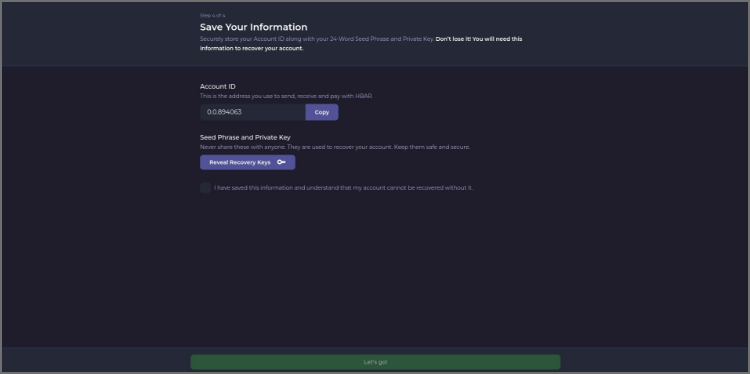 Step 4 of 4
Save Your Information
Securely store your Account ID along with your 24-Word Seed Phrase and Private Key. Don't lose it! You will need this
information to recover your account.
Account ID
This is the address you use to send, receive and pay with HBAR.
0.0.894063
Copy
Seed Phrase and Private Key
Never share these with anyone. They are used to recover your account. Keep them safe and secure.
Reveal Recovery Keys
I have saved this information and understand that my account cannot be recovered without it.
Let's go!